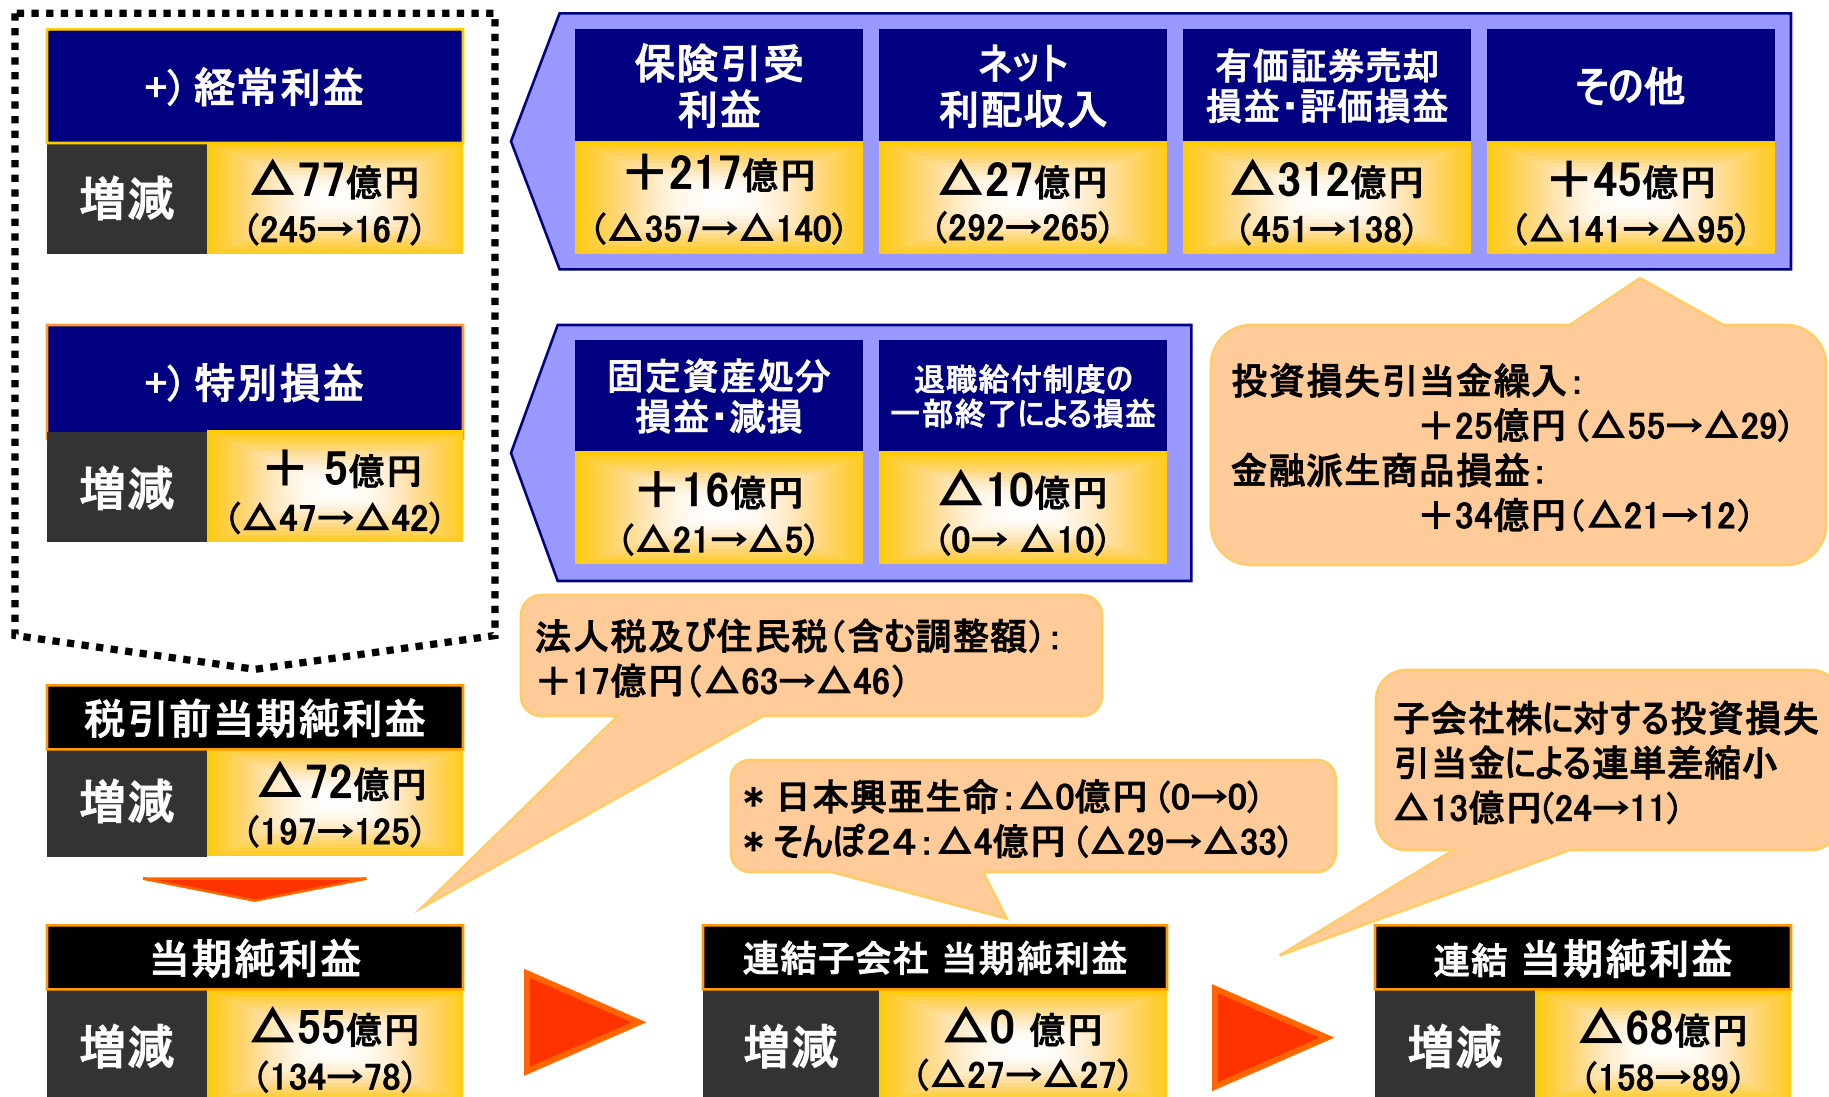 +) 経常利益
増減
△77億円
(245→167)
保険引受
利益
+217億円
(△357→△140)
ネット
利配収入
△27億円
(292→265)
有価証券売却
損益・評価損益
△312億円
(451→138)
その他
+45億円
(△141→△95)
+) 特別損益
増減
+ 5億円
(△47→△42)
固定資産処分
損益・減損
+16億円
(△21→△5)
退職給付制度の
一部終了による損益
△10億円
(0→ △10)
投資損失引当金繰入:
+25億円 (△55→△29)
金融派生商品損益:
+34億円 (△21→12)
法人税及び住民税(含む調整額):
+17億円 (△63→△46)
税引前当期純利益
増減
△72億円
(197→125)
* 日本興亜生命:△0億円 (0→0)
* そんぽ24:△4億円 (△29→△33)
子会社株に対する投資損失
引当金による連単差縮小
△13億円(24→11)
当期純利益
増減
△55億円
(134→78)
連結子会社 当期純利益
増減
△0 億円
(△27→△27)
連結 当期純利益
増減
△68億円
(158→89)